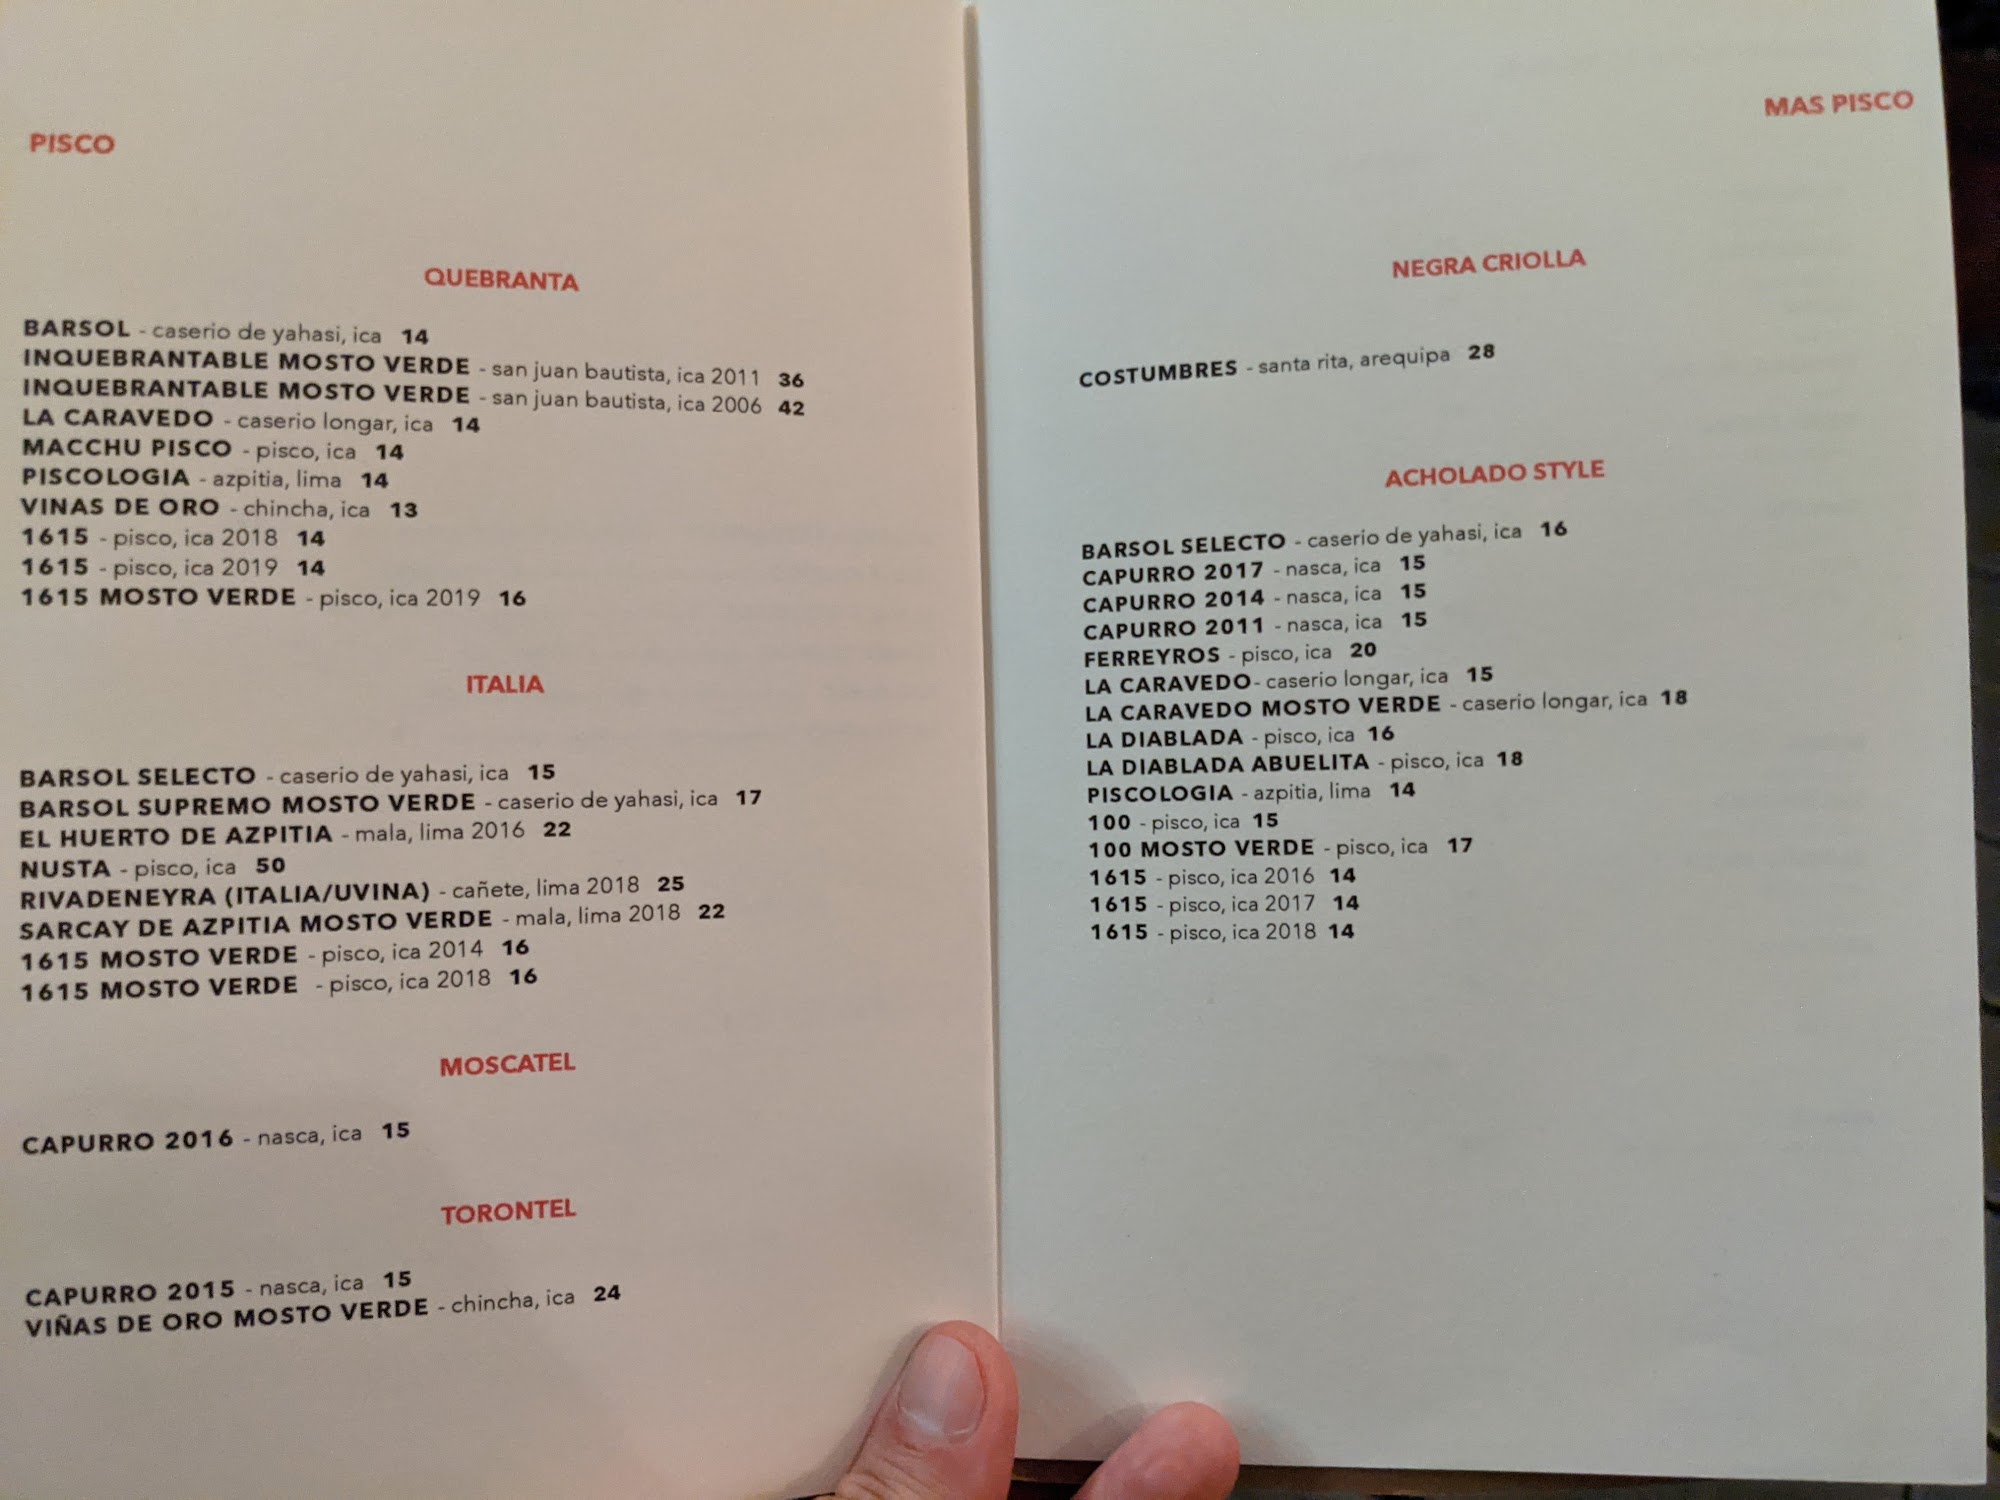 PISCO
QUEBRANTA
BARSOL - caserio de yahasi, ica 14
INQUEBRANTABLE MOSTO VERDE - san juan bautista, ica 2011 36
INQUEBRANTABLE MOSTO VERDE - san juan bautista, ica 2006 42
LA CARAVEDO - caserio longar, ica 14
MACCHU PISCO - pisco, ica 14
PISCOLOGIA - azpitia, lima 14
VINAS DE ORO - chincha, ica 13
1615 - pisco, ica 2018 14
1615 - pisco, ica 2019 14
1615 MOSTO VERDE - pisco, ica 2019 16
ITALIA
BARSOL SELECTO - caserio de yahasi, ica 15
BARSOL SUPREMO MOSTO VERDE - caserio de yahasi, ica 17
EL HUERTO DE AZPITIA - mala, lima 2016 22
NUSTA - pisco, ica 50
RIVADENEYRA (ITALIA/UVINA) - cañete, lima 2018 25
SARCAY DE AZPITIA MOSTO VERDE - mala, lima 2018 22
1615 MOSTO VERDE - pisco, ica 2014 16
1615 MOSTO VERDE - pisco, ica 2018 16
MOSCATEL
CAPURRO 2016 - nasca, ica 15
TORONTEL
CAPURRO 2015 - nasca, ica 15
VIÑAS DE ORO MOSTO VERDE - chincha, ica 24
MAS PISCO
NEGRA CRIOLLA
COSTUMBRES - santa rita, arequipa 28
ACHOLADO STYLE
BARSOL SELECTO - caserio de yahasi, ica 16
CAPURRO 2017 - nasca, ica 15
CAPURRO 2014 - nasca, ica 15
CAPURRO 2011 - nasca, ica 15
FERREYROS - pisco, ica 20
LA CARAVEDO- caserio longar, ica 15
LA CARAVEDO MOSTO VERDE - caserio longar, ica 18
LA DIABLADA - pisco, ica 16
LA DIABLADA ABUELITA - pisco, ica 18
PISCOLOGIA - azpitia, lima 14
100 - pisco, ica 15
100 MOSTO VERDE - pisco, ica 17
1615 - pisco, ica 2016 14
1615 - pisco, ica 2017 14
1615 - pisco, ica 2018 14